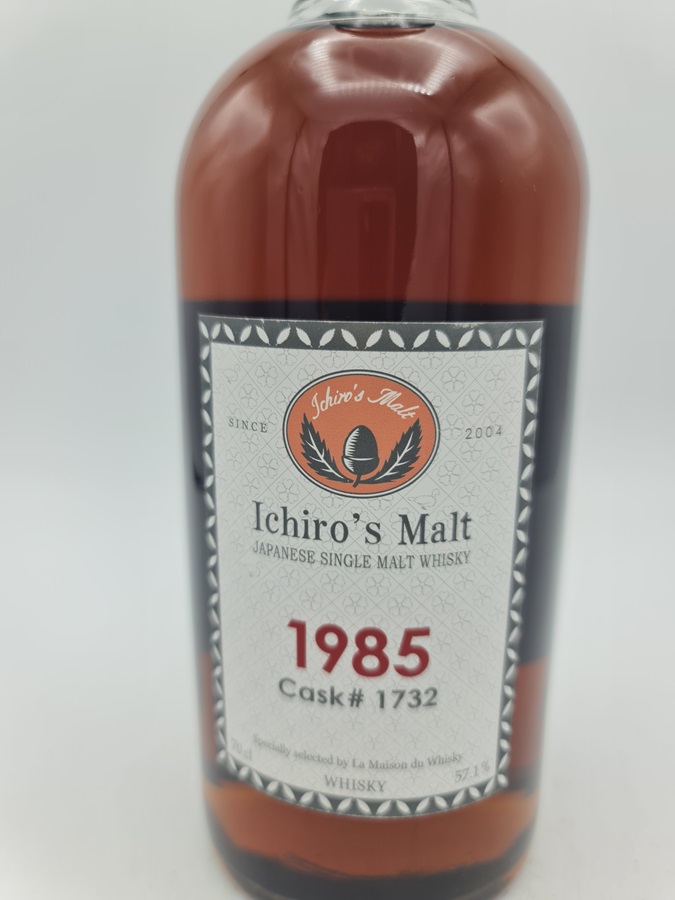 Ichiro's Malt
SINCE 2004
Ichiro's Malt
JAPANESE SINGLE MALT WHISKY
1985
Cask# 1732
Specially selected by La Maison du Whisky
70 cl WHISKY 57.1%